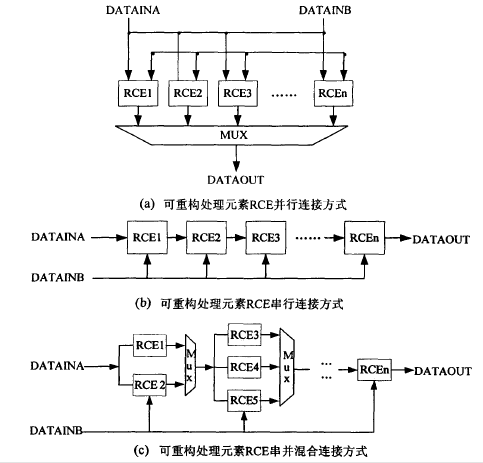 DATAINA DATAINB
RCE1 RCE2 RCE3 ...... RCEn
MUX
DATAOUT
(a) 可重构处理元素RCE并行连接方式
DATAINA RCE1 RCE2 RCE3 ...... RCEn DATAOUT
DATAINB
(b) 可重构处理元素RCE串行连接方式
RCE1 Mux RCE3 Mux
DATAINA RCE4 ... ... RCEn DATAOUT
RCE2 RCE5
DATAINB
(c) 可重构处理元素RCE串并混合连接方式